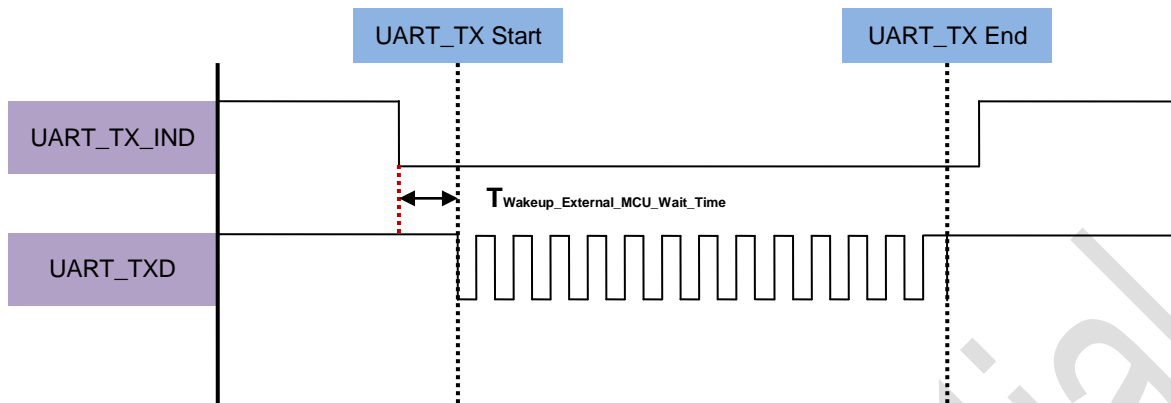 UART_TX Start
UART_TX End
UART_TX_IND
TWakeup_External_MCU_Wait_Time
UART_TXD